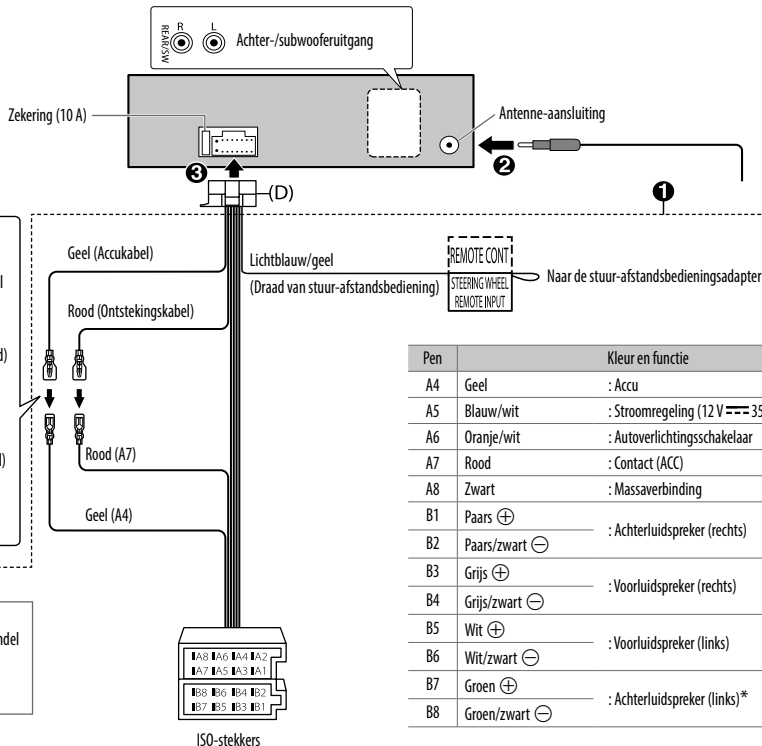 REAR/SW
R L
Achter-/subwooferuitgang
Zekering (10 A)
Antenne-aansluiting
❸
❷
❶
(D)
Geel (Accukabel)
Lichtblauw/geel
(Draad van stuur-afstandsbediening)
REMOTE CONT
STEERING WHEEL
REMOTE INPUT
Naar de stuur-afstandsbedieningsadapter
Rood (Ontstekingskabel)
Rood (A7)
Geel (A4)
Pen Kleur en functie
A4 Geel : Accu
A5 Blauw/wit : Stroomregeling (12 V ⎓ 35
A6 Oranje/wit : Autoverlichtingsschakelaar
A7 Rood : Contact (ACC)
A8 Zwart : Massaverbinding
B1 Paars ⊕ : Achterluidspreker (rechts)
B2 Paars/zwart ⊖
B3 Grijs ⊕ : Voorluidspreker (rechts)
B4 Grijs/zwart ⊖
B5 Wit ⊕ : Voorluidspreker (links)
B6 Wit/zwart ⊖
B7 Groen ⊕ : Achterluidspreker (links)*
B8 Groen/zwart ⊖
A8 A6 A4 A2
A7 A5 A3 A1
B8 B6 B4 B2
B7 B5 B3 B1
ISO-stekkers